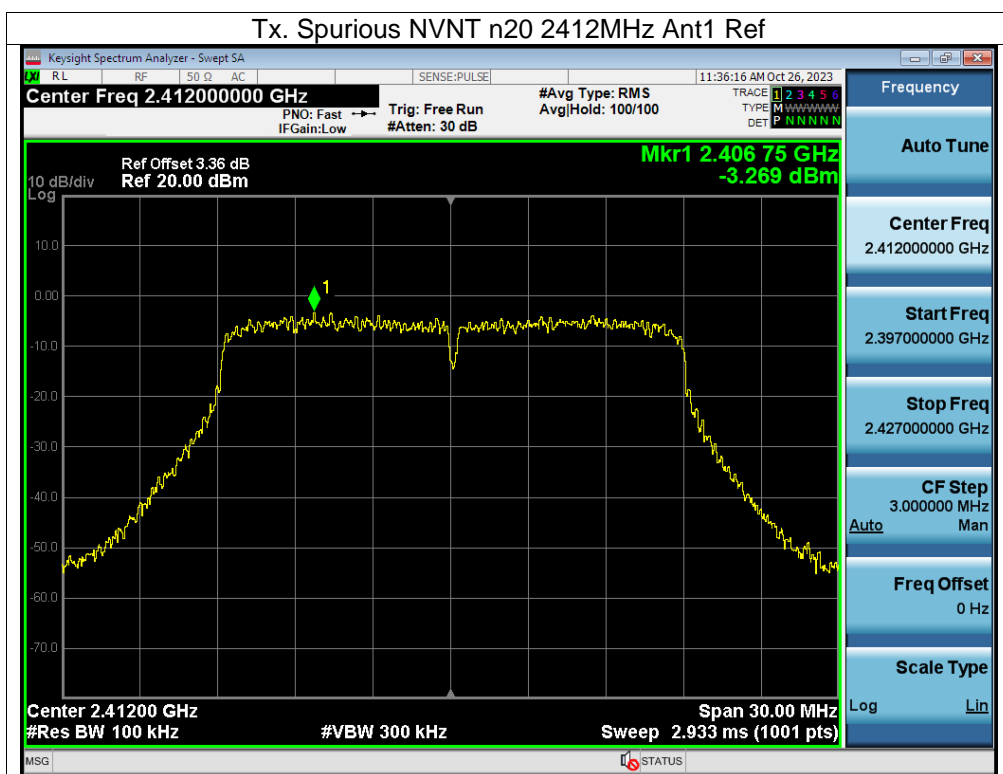 Tx. Spurious NVNT n20 2412MHz Ant1 Ref
Keysight Spectrum Analyzer - Swept SA
LXI RL RF 50 Ω AC SENSE:PULSE 11:36:16 AM Oct 26, 2023
Center Freq 2.412000000 GHz #Avg Type: RMS TRACE 1 2 3 4 5 6
PNO: Fast Trig: Free Run Avg|Hold: 100/100 TYPE M WWWWW
IFGain:Low #Atten: 30 dB DET P N N N N N
Mkr1 2.406 75 GHz
-3.269 dBm
Ref Offset 3.36 dB
10 dB/div Ref 20.00 dBm
Log
10.0
1
0.00
-10.0
-20.0
-30.0
-40.0
-50.0
-60.0
-70.0
Center 2.41200 GHz Span 30.00 MHz
#Res BW 100 kHz #VBW 300 kHz Sweep 2.933 ms (1001 pts)
MSG STATUS
Frequency
Auto Tune
Center Freq
2.412000000 GHz
Start Freq
2.397000000 GHz
Stop Freq
2.427000000 GHz
CF Step
3.000000 MHz
Auto Man
Freq Offset
0 Hz
Scale Type
Log Lin